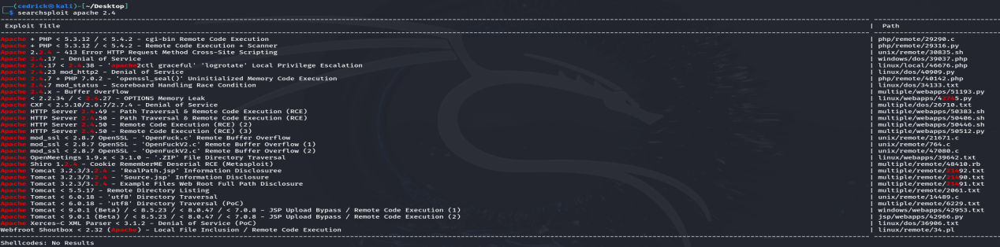 ┌──(cedrick㉿kali)-[~/Desktop]
└─$ searchsploit apache 2.4
Exploit Title | Path
Apache + PHP < 5.3.12 / < 5.4.2 - cgi-bin Remote Code Execution | php/remote/29290.c
Apache + PHP < 5.3.12 / < 5.4.2 - Remote Code Execution + Scanner | php/remote/29316.py
Apache 2.2.4 - 413 Error HTTP Request Method Cross-Site Scripting | unix/remote/30835.sh
Apache 2.4.17 - Denial of Service | windows/dos/39037.php
Apache 2.4.17 < 2.4.38 - 'apache2ctl graceful' 'logrotate' Local Privilege Escalation | linux/local/46676.php
Apache 2.4.23 mod_http2 - Denial of Service | linux/dos/40909.py
Apache 2.4.7 + PHP 7.0.2 - 'openssl_seal()' Uninitialized Memory Code Execution | php/remote/40142.php
Apache 2.4.7 mod_status - Scoreboard Handling Race Condition | linux/dos/34133.txt
Apache 2.4.x - Buffer Overflow | multiple/webapps/51193.py
Apache < 2.2.34 / < 2.4.27 - OPTIONS Memory Leak | linux/webapps/42745.py
Apache CXF < 2.5.10/2.6.7/2.7.4 - Denial of Service | multiple/dos/26710.txt
Apache HTTP Server 2.4.49 - Path Traversal & Remote Code Execution (RCE) | multiple/webapps/50383.sh
Apache HTTP Server 2.4.50 - Path Traversal & Remote Code Execution (RCE) | multiple/webapps/50406.sh
Apache HTTP Server 2.4.50 - Remote Code Execution (RCE) (2) | multiple/webapps/50446.sh
Apache HTTP Server 2.4.50 - Remote Code Execution (RCE) (3) | multiple/webapps/50512.py
Apache mod_ssl < 2.8.7 OpenSSL - 'OpenFuck.c' Remote Buffer Overflow | unix/remote/21671.c
Apache mod_ssl < 2.8.7 OpenSSL - 'OpenFuckV2.c' Remote Buffer Overflow (1) | unix/remote/764.c
Apache mod_ssl < 2.8.7 OpenSSL - 'OpenFuckV2.c' Remote Buffer Overflow (2) | unix/remote/47080.c
Apache OpenMeetings 1.9.x < 3.1.0 - '.ZIP' File Directory Traversal | linux/webapps/39642.txt
Apache Shiro 1.2.4 - Cookie RememberME Deserial RCE (Metasploit) | multiple/remote/48410.rb
Apache Tomcat 3.2.3/3.2.4 - 'RealPath.jsp' Information Disclosuree | multiple/remote/21492.txt
Apache Tomcat 3.2.3/3.2.4 - 'Source.jsp' Information Disclosure | multiple/remote/21490.txt
Apache Tomcat 3.2.3/3.2.4 - Example Files Web Root Full Path Disclosure | multiple/remote/21491.txt
Apache Tomcat < 5.5.17 - Remote Directory Listing | multiple/remote/2061.txt
Apache Tomcat < 6.0.18 - 'utf8' Directory Traversal | unix/remote/14489.c
Apache Tomcat < 6.0.18 - 'utf8' Directory Traversal (PoC) | multiple/remote/6229.txt
Apache Tomcat < 9.0.1 (Beta) / < 8.5.23 / < 8.0.47 / < 7.0.8 - JSP Upload Bypass / Remote Code Execution (1) | windows/webapps/42953.txt
Apache Tomcat < 9.0.1 (Beta) / < 8.5.23 / < 8.0.47 / < 7.0.8 - JSP Upload Bypass / Remote Code Execution (2) | jsp/webapps/42966.py
Apache Xerces-C XML Parser < 3.1.2 - Denial of Service (PoC) | linux/dos/36906.txt
Webfroot Shoutbox < 2.32 (Apache) - Local File Inclusion / Remote Code Execution | linux/remote/34.pl
Shellcodes: No Results